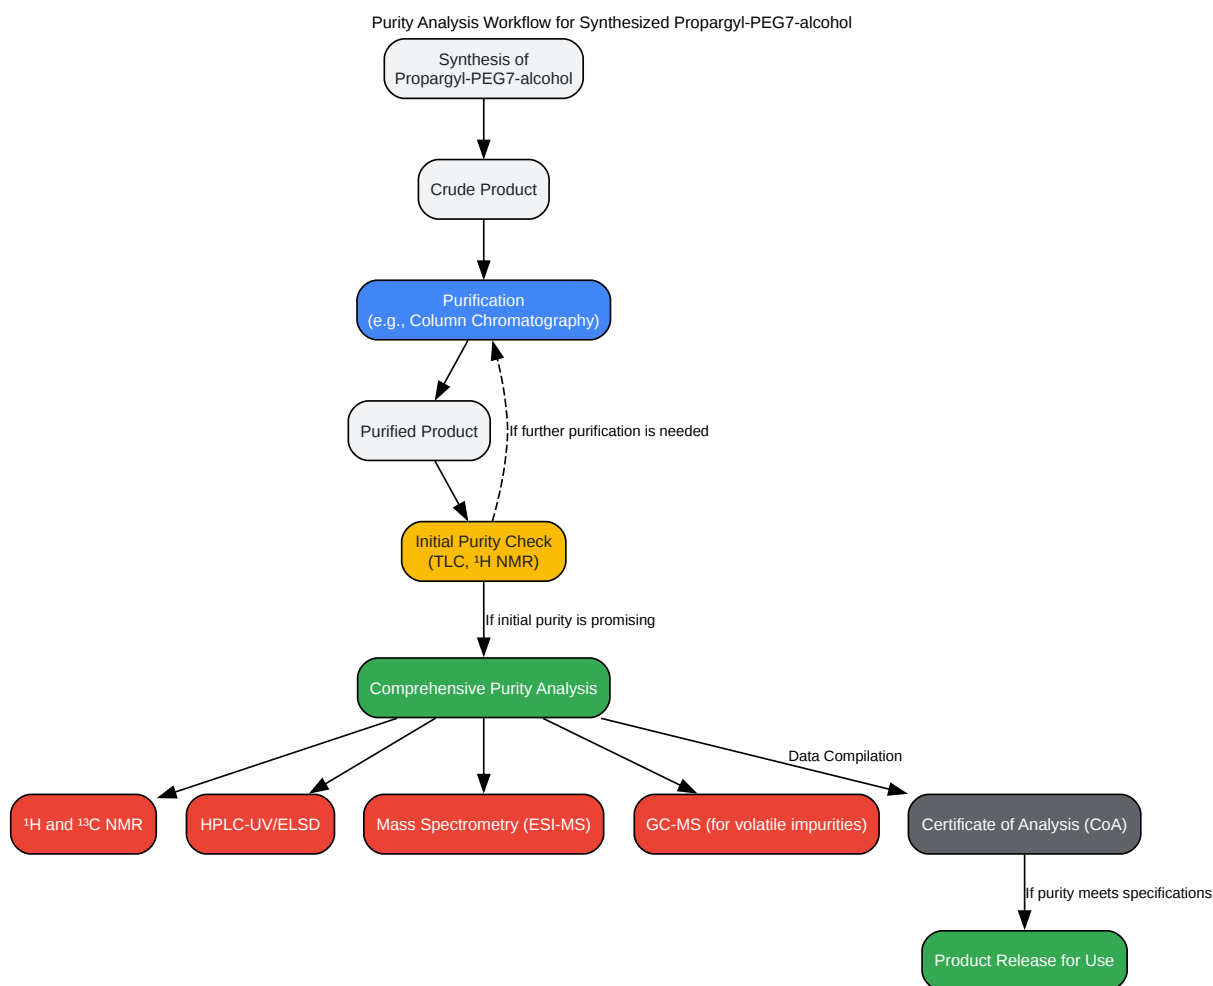 Purity Analysis Workflow for Synthesized Propargyl-PEG7-alcohol
Synthesis of
Propargyl-PEG7-alcohol
Crude Product
Purification
(e.g., Column Chromatography)
Purified Product
If further purification is needed
Initial Purity Check
(TLC, ¹H NMR)
If initial purity is promising
Comprehensive Purity Analysis
Data Compilation
¹H and ¹³C NMR
HPLC-UV/ELSD
Mass Spectrometry (ESI-MS)
GC-MS (for volatile impurities)
Certificate of Analysis (CoA)
If purity meets specifications
Product Release for Use